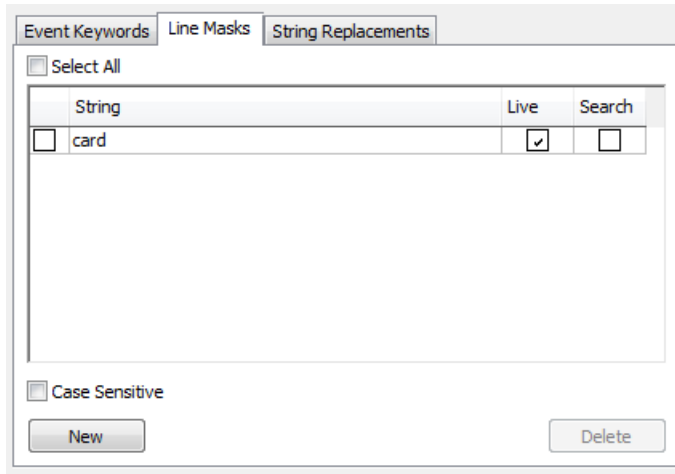 Event Keywords Line Masks String Replacements
Select All
String Live Search
card
Case Sensitive
New Delete